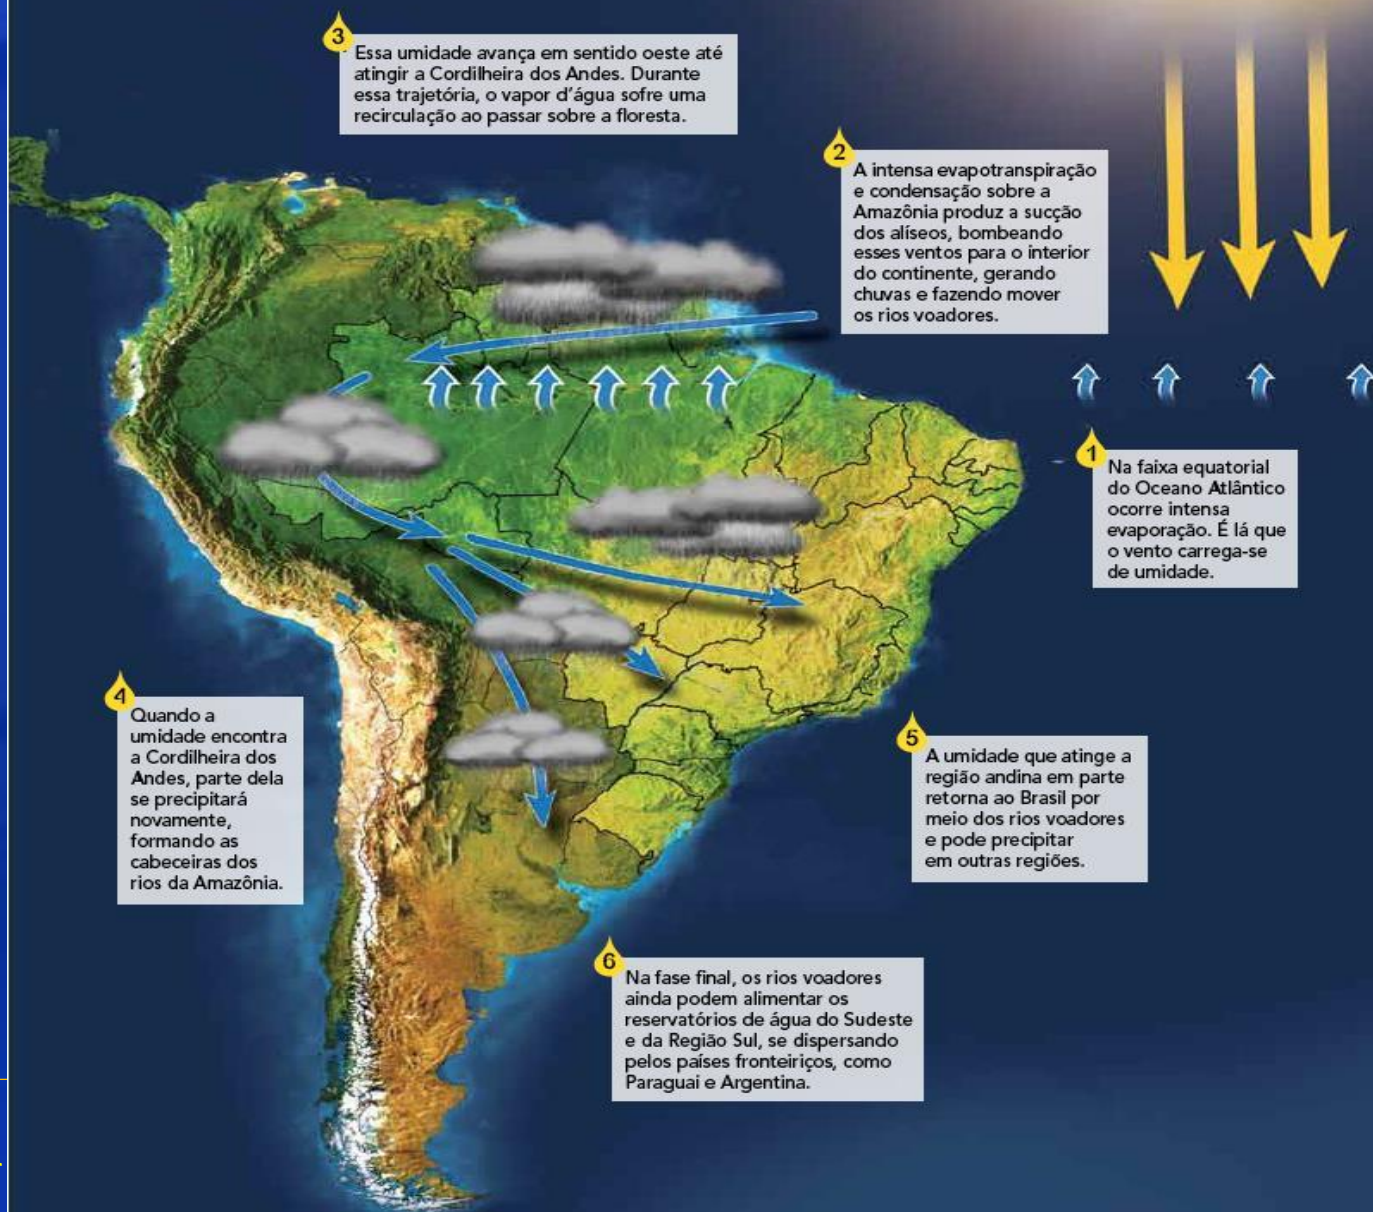 3
Essa umidade avança em sentido oeste até
atingir a Cordilheira dos Andes. Durante
essa trajetória, o vapor d'água sofre uma
recirculação ao passar sobre a floresta.
2
A intensa evapotranspiração
e condensação sobre a
Amazônia produz a sucção
dos alíseos, bombeando
esses ventos para o interior
do continente, gerando
chuvas e fazendo mover
os rios voadores.
1
Na faixa equatorial
do Oceano Atlântico
ocorre intensa
evaporação. É lá que
o vento carrega-se
de umidade.
4
Quando a
umidade encontra
a Cordilheira dos
Andes, parte dela
se precipitará
novamente,
formando as
cabeceiras dos
rios da Amazônia.
5
A umidade que atinge a
região andina em parte
retorna ao Brasil por
meio dos rios voadores
e pode precipitar
em outras regiões.
6
Na fase final, os rios voadores
ainda podem alimentar os
reservatórios de água do Sudeste
e da Região Sul, se dispersando
pelos países fronteiriços, como
Paraguai e Argentina.